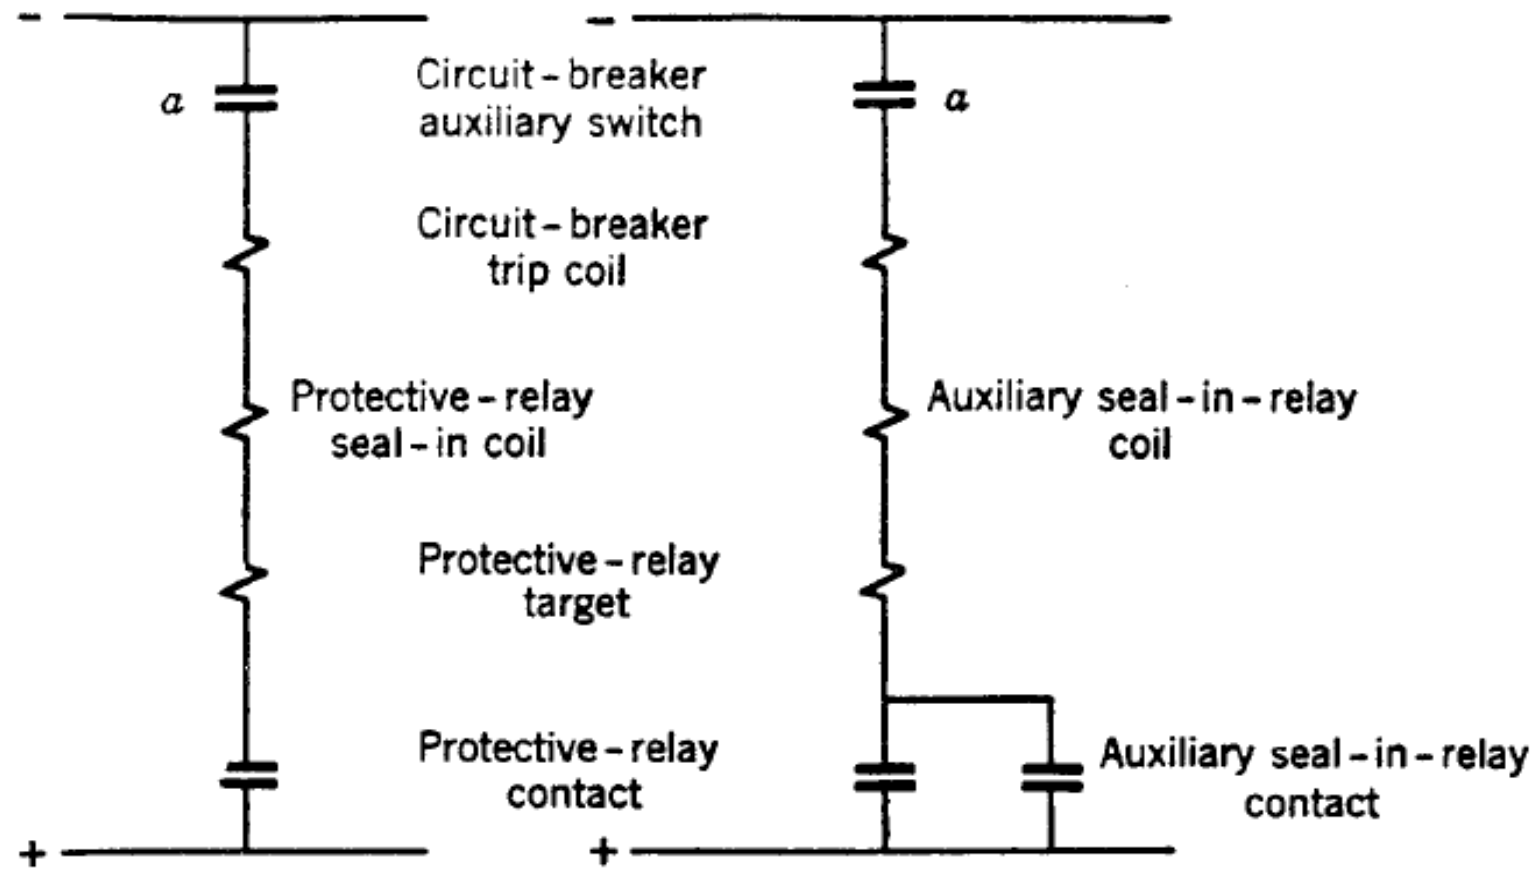 -
-
Circuit-breaker
auxiliary switch
a
a
Circuit-breaker
trip coil
Protective-relay
seal-in coil
Auxiliary seal-in-relay
coil
Protective-relay
target
Protective-relay
contact
Auxiliary seal-in-relay
contact
+
+